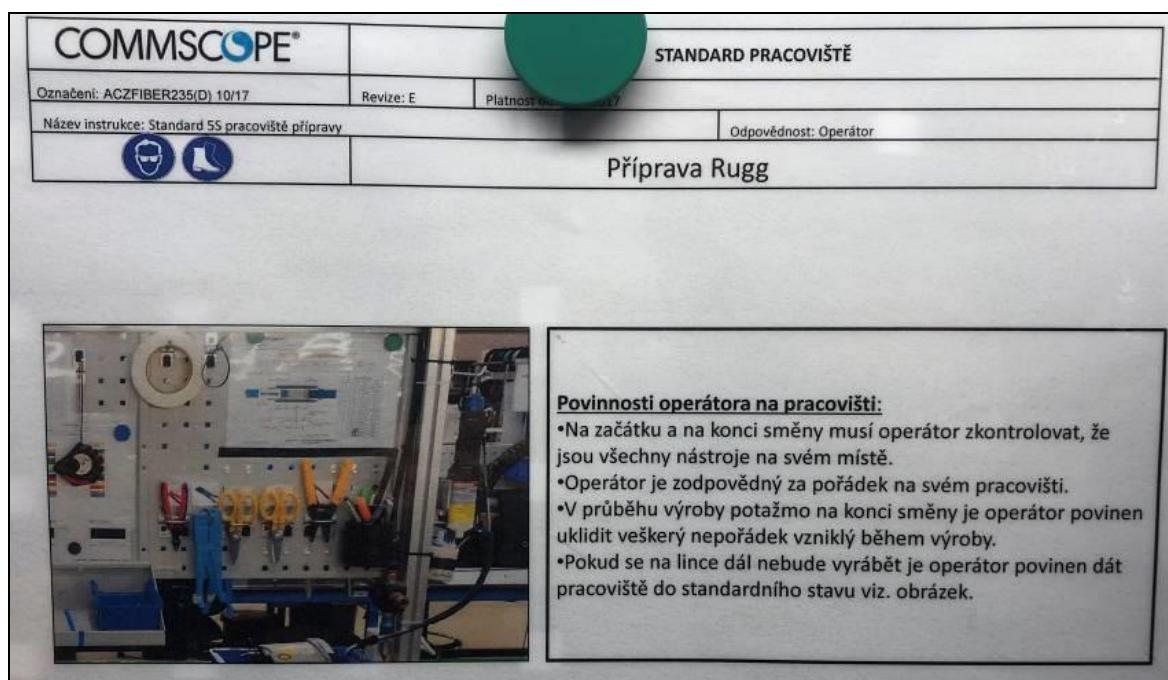 COMMSCOPE®
STANDARD PRACOVIŠTĚ
Označení: ACZFIBER235(D) 10/17
Revize: E
Platnost
Název instrukce: Standard 5S pracoviště přípravy
Odpovědnost: Operátor
Příprava Rugg
Povinnosti operátora na pracovišti:
•Na začátku a na konci směny musí operátor zkontrolovat, že
jsou všechny nástroje na svém místě.
•Operátor je zodpovědný za pořádek na svém pracovišti.
•V průběhu výroby potažmo na konci směny je operátor povinen
uklidit veškerý nepořádek vzniklý během výroby.
•Pokud se na lince dál nebude vyrábět je operátor povinen dát
pracoviště do standardního stavu viz. obrázek.